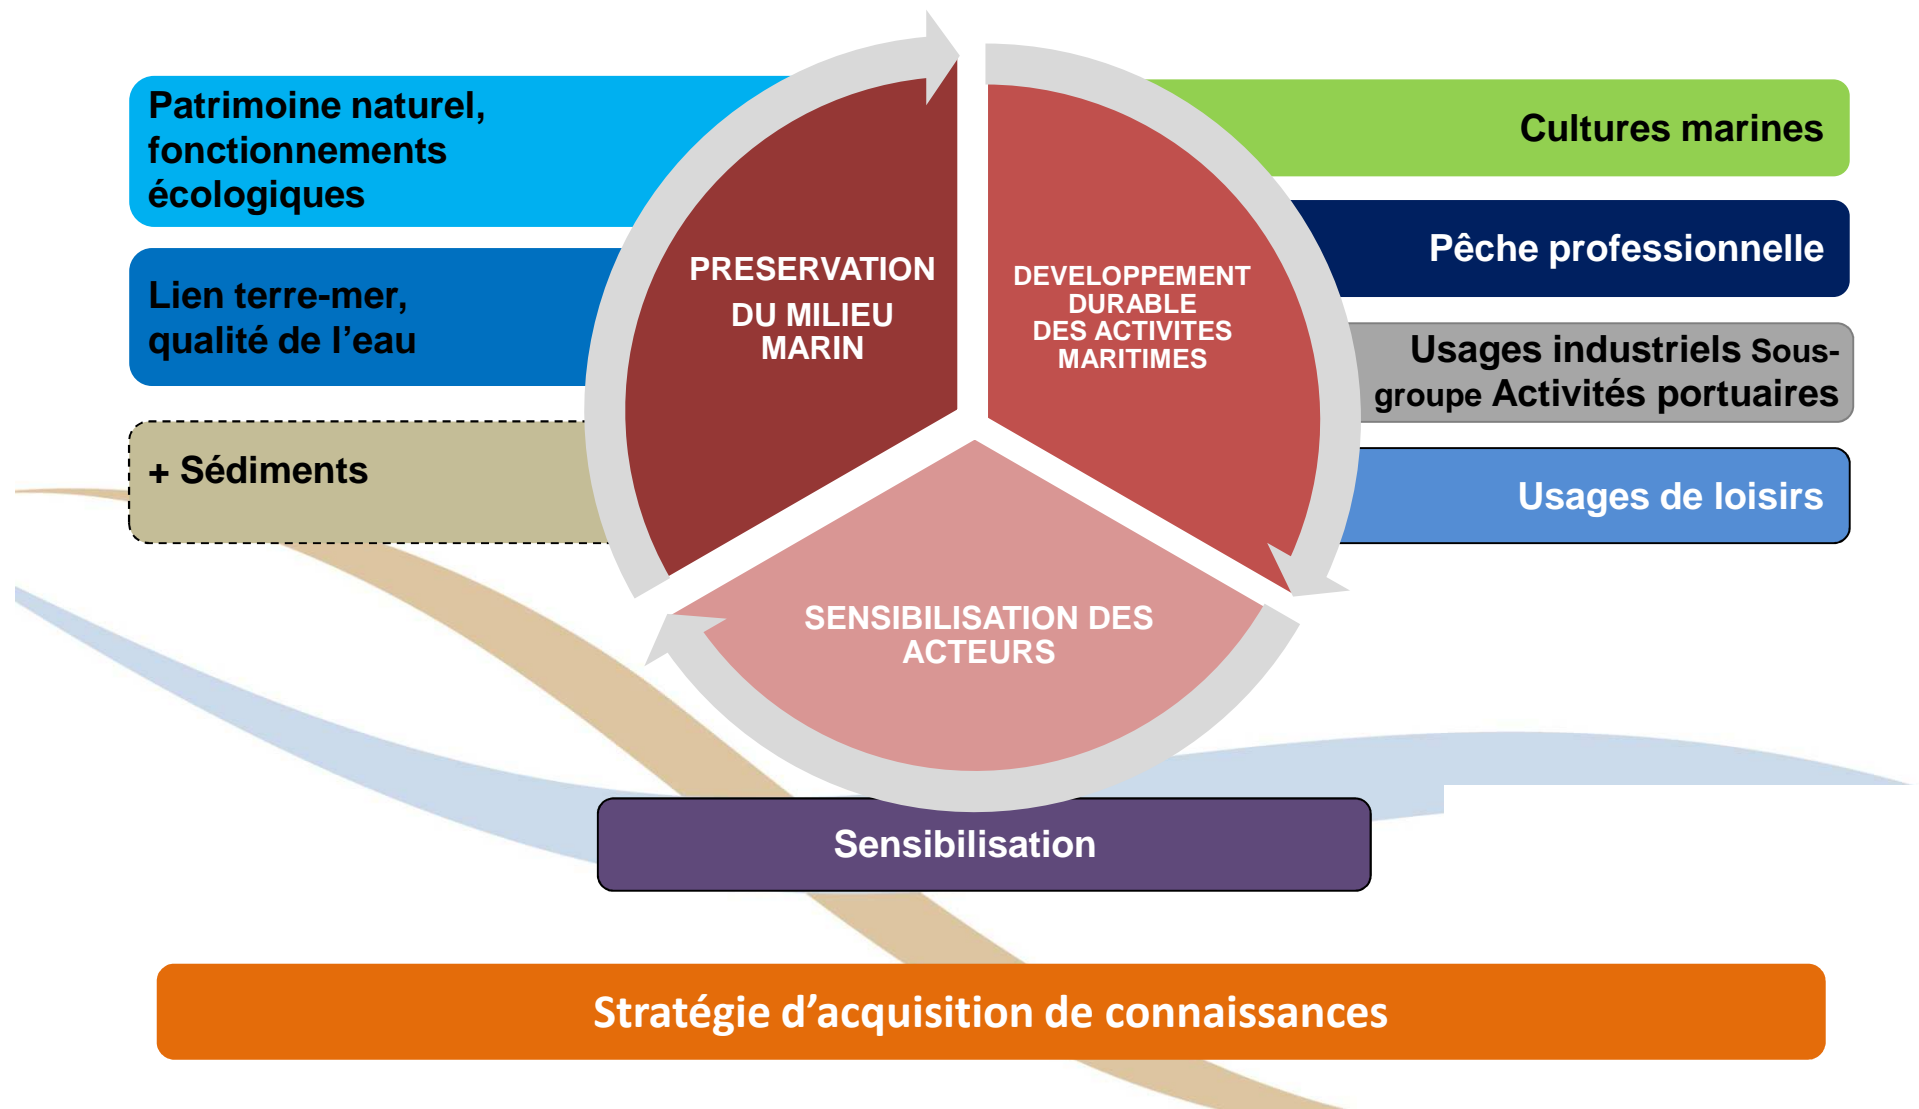 Patrimoine naturel,
fonctionnements
écologiques
Lien terre-mer,
qualité de l’eau
+ Sédiments
PRESERVATION
DU MILIEU
MARIN
DEVELOPPEMENT
DURABLE
DES ACTIVITES
MARITIMES
SENSIBILISATION DES
ACTEURS
Cultures marines
Pêche professionnelle
Usages industriels Sous-
groupe Activités portuaires
Usages de loisirs
Sensibilisation
Stratégie d’acquisition de connaissances